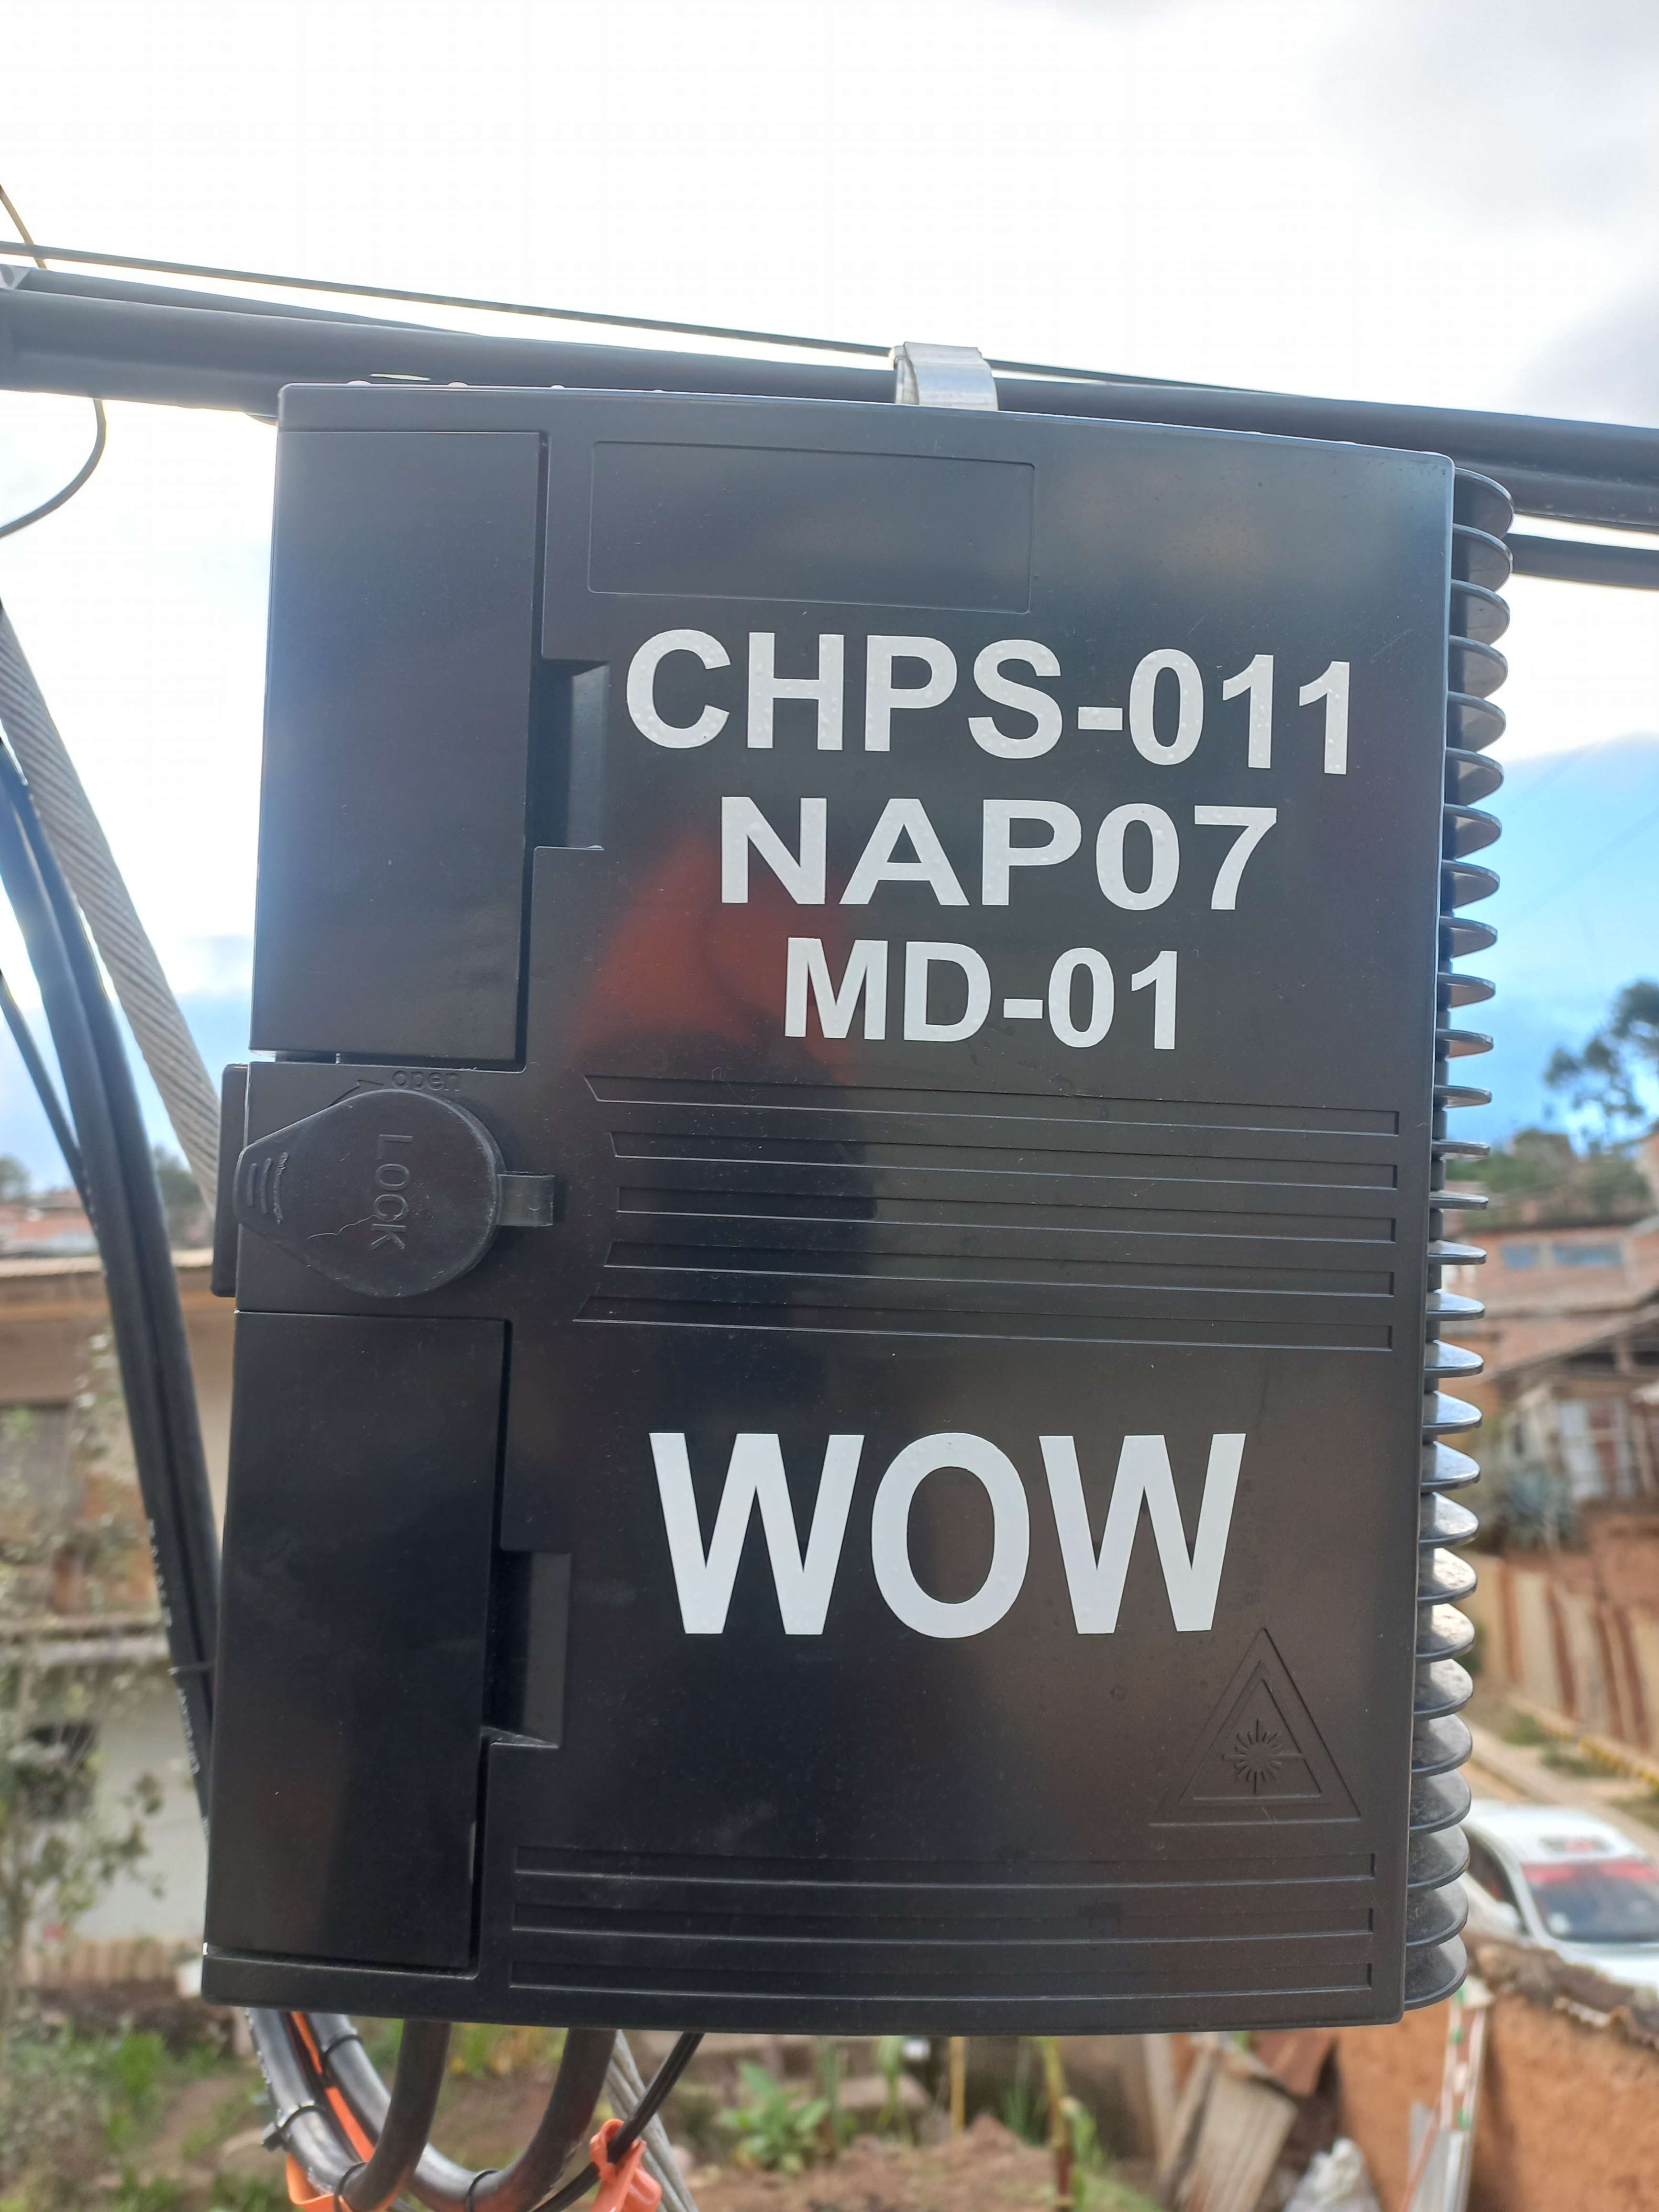 CHPS-011
NAP07
MD-01
open
LOCK
WOW